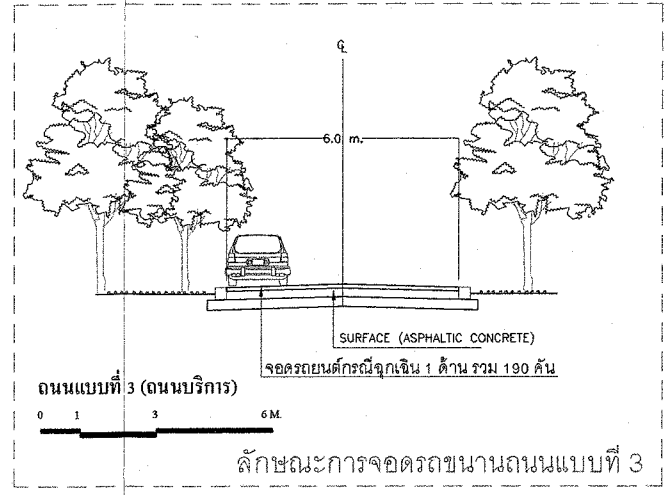 ℄
6.0 m.
SURFACE (ASPHALTIC CONCRETE)
จอดรถยนต์กรณีฉุกเฉิน 1 ด้าน รวม 190 คัน
ถนนแบบที่ 3 (ถนนบริการ)
0 1 3 6 M.
ลักษณะการจอดรถขนานถนนแบบที่ 3